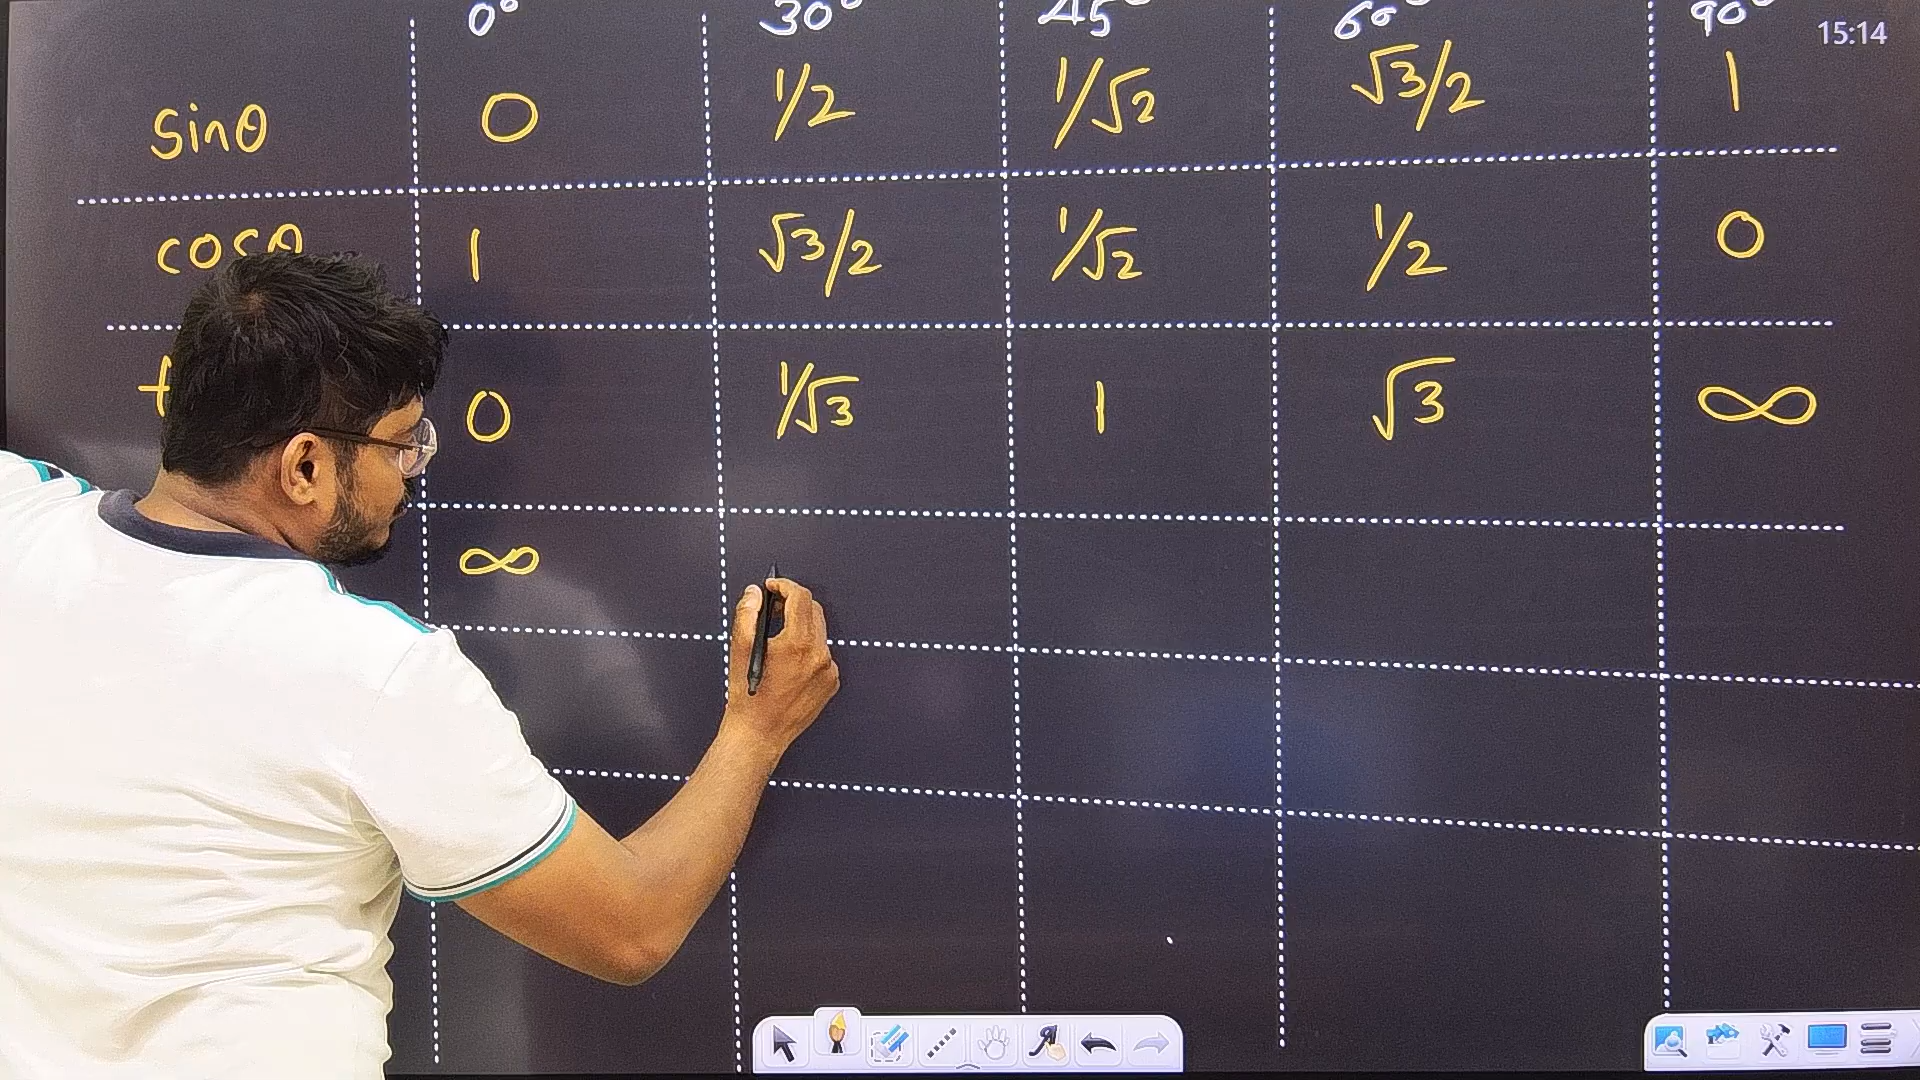 0° 30° 45° 60° 90°
15:14
sinθ 0 1/2 1/√2 √3/2 1
cosθ 1 √3/2 1/√2 1/2 0
0 1/√3 1 √3 ∞
∞